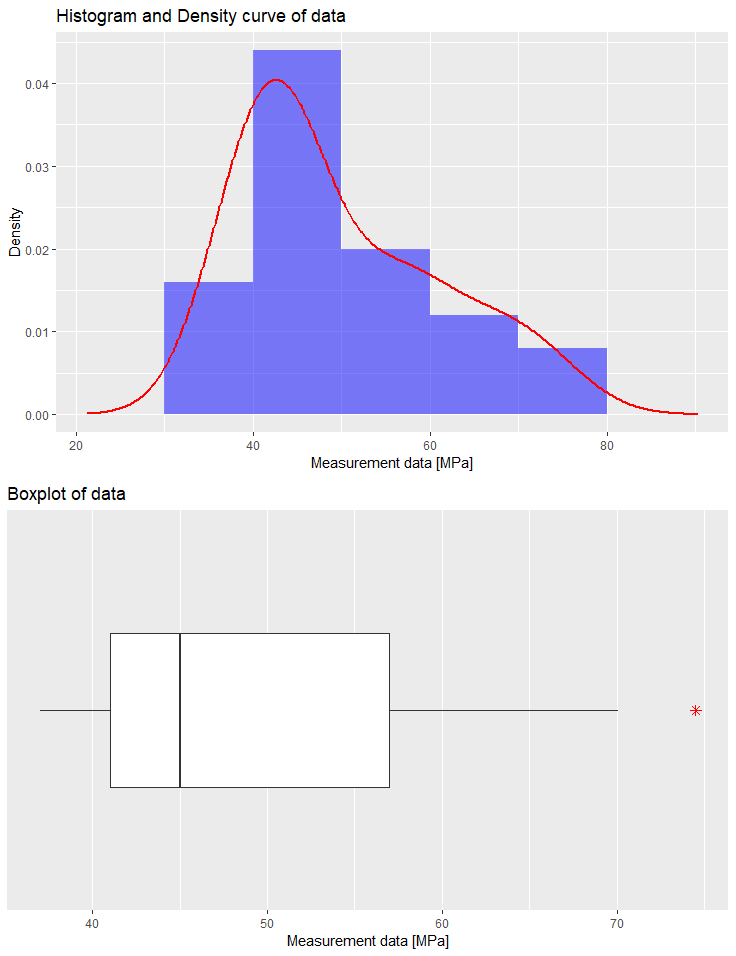 Histogram and Density curve of data
0.04
0.03
0.02
0.01
0.00
Density
20 40 60 80
Measurement data [MPa]
Boxplot of data
40 50 60 70
Measurement data [MPa]